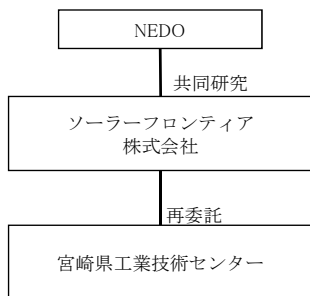 NEDO
共同研究
ソーラーフロンティア
株式会社
再委託
宮崎県工業技術センター